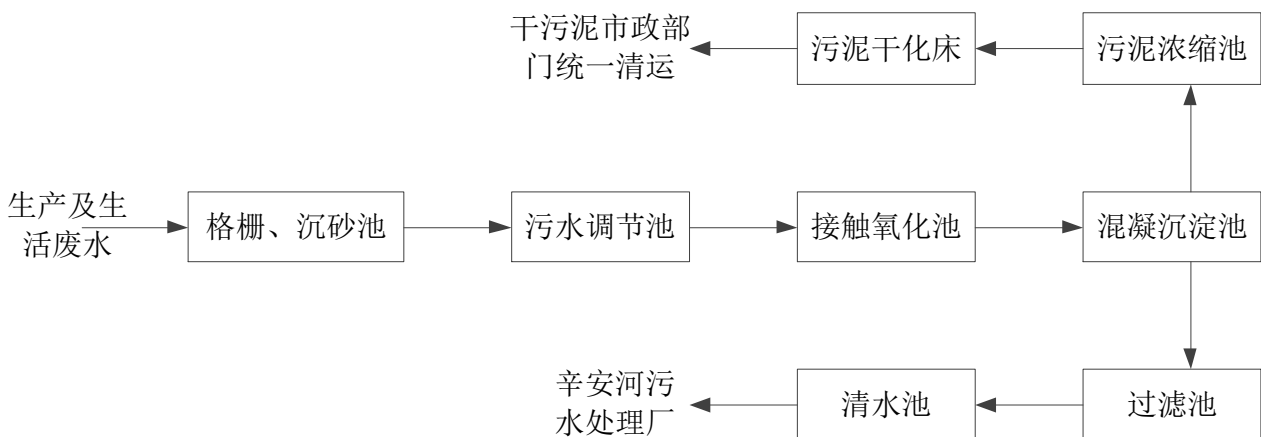 干污泥市政部
门统一清运
污泥干化床
污泥浓缩池
生产及生
活废水
格栅、沉砂池
污水调节池
接触氧化池
混凝沉淀池
辛安河污
水处理厂
清水池
过滤池